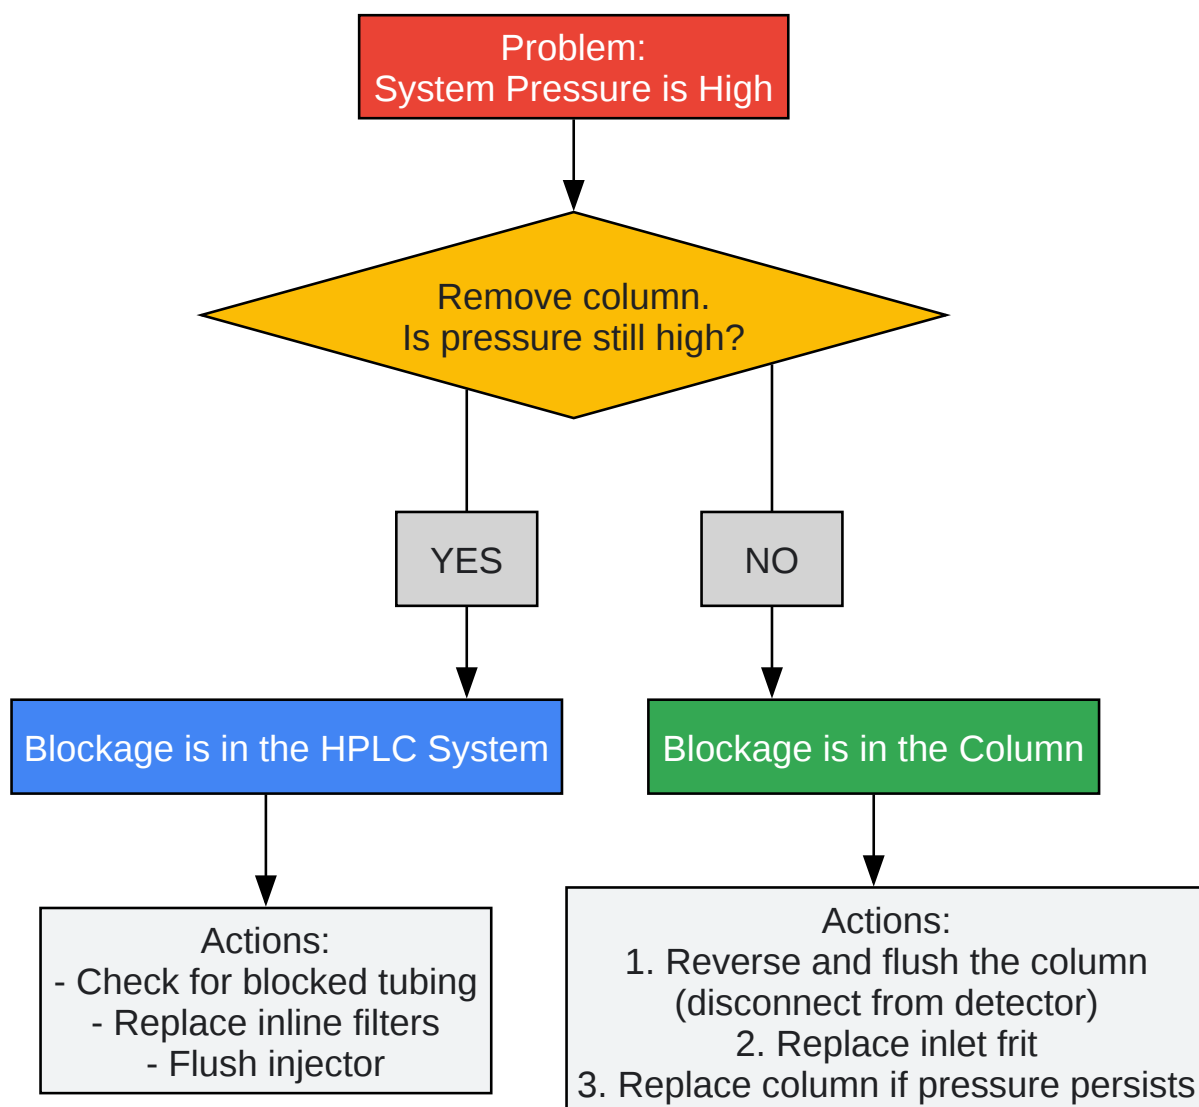 Problem:
System Pressure is High
Remove column.
Is pressure still high?
YES
NO
Blockage is in the HPLC System
Blockage is in the Column
Actions:
- Check for blocked tubing
- Replace inline filters
- Flush injector
Actions:
1. Reverse and flush the column
(disconnect from detector)
2. Replace inlet frit
3. Replace column if pressure persists